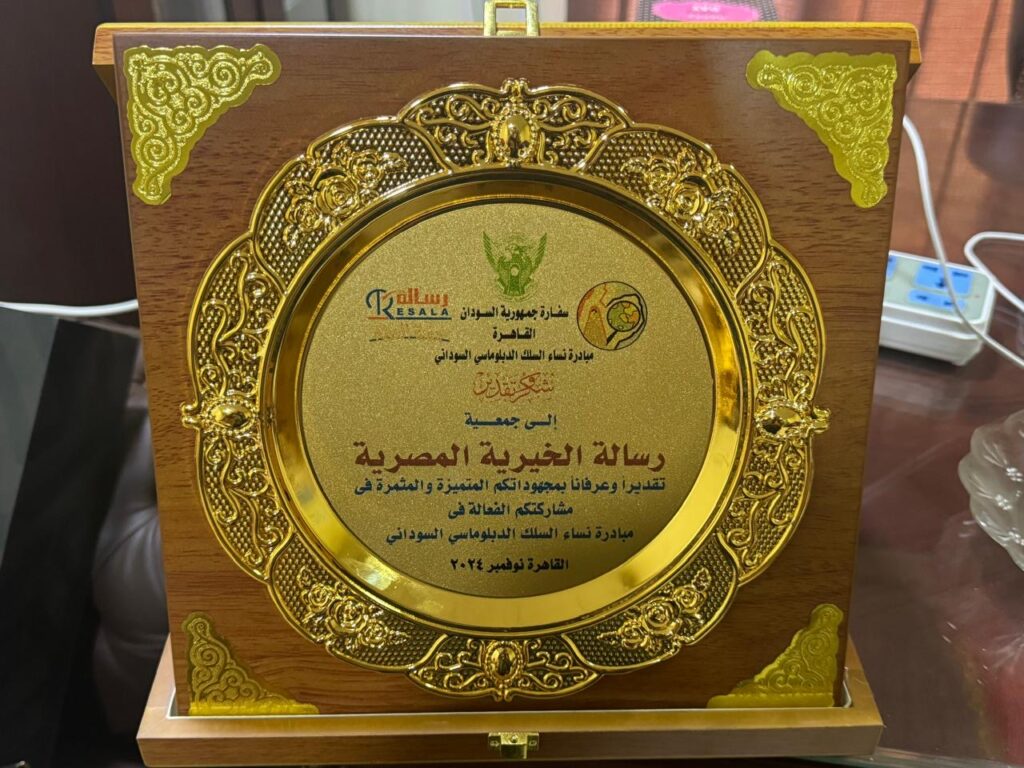 رسالة
RESALA
سفارة جمهورية السودان
القاهرة
مبادرة نساء السلك الدبلوماسي السوداني
شكر وتقدير
إلى جمعية
رسالة الخيرية المصرية
تقديراً وعرفانا بمجهوداتكم المتميزة والمثمرة فى
مشاركتكم الفعالة فى
مبادرة نساء السلك الدبلوماسي السوداني
القاهرة نوفمبر ٢٠٢٤